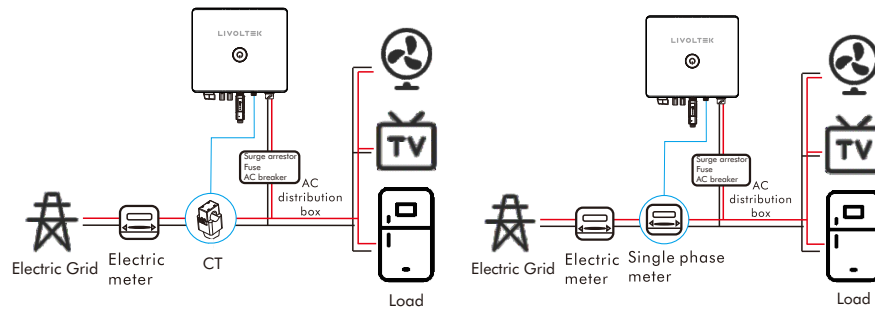 LIVOLTEK
TV
Surge arrestor
Fuse
AC breaker
AC
distribution
box
Electric Grid
Electric
meter
CT
Load
LIVOLTEK
TV
Surge arrestor
Fuse
AC breaker
AC
distribution
box
Electric Grid
Electric
meter
Single phase
meter
Load